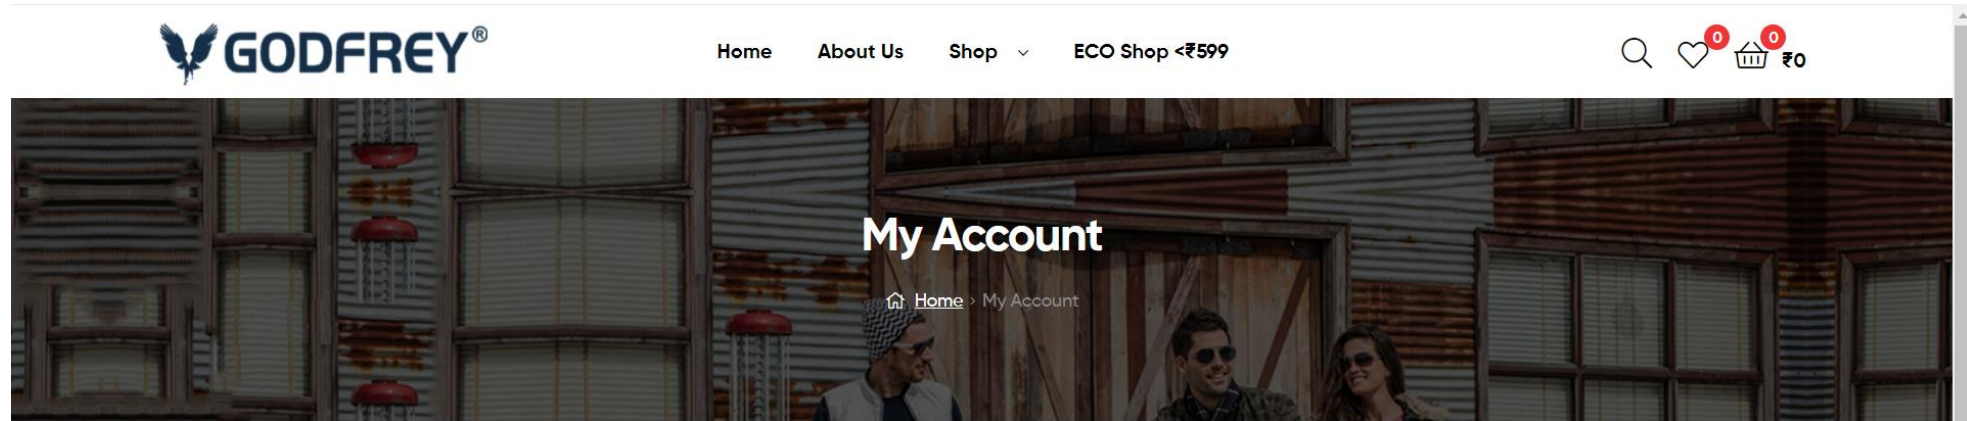 GODFREY®
Home About Us Shop ECO Shop <₹599
0 0 ₹0
My Account
Home › My Account